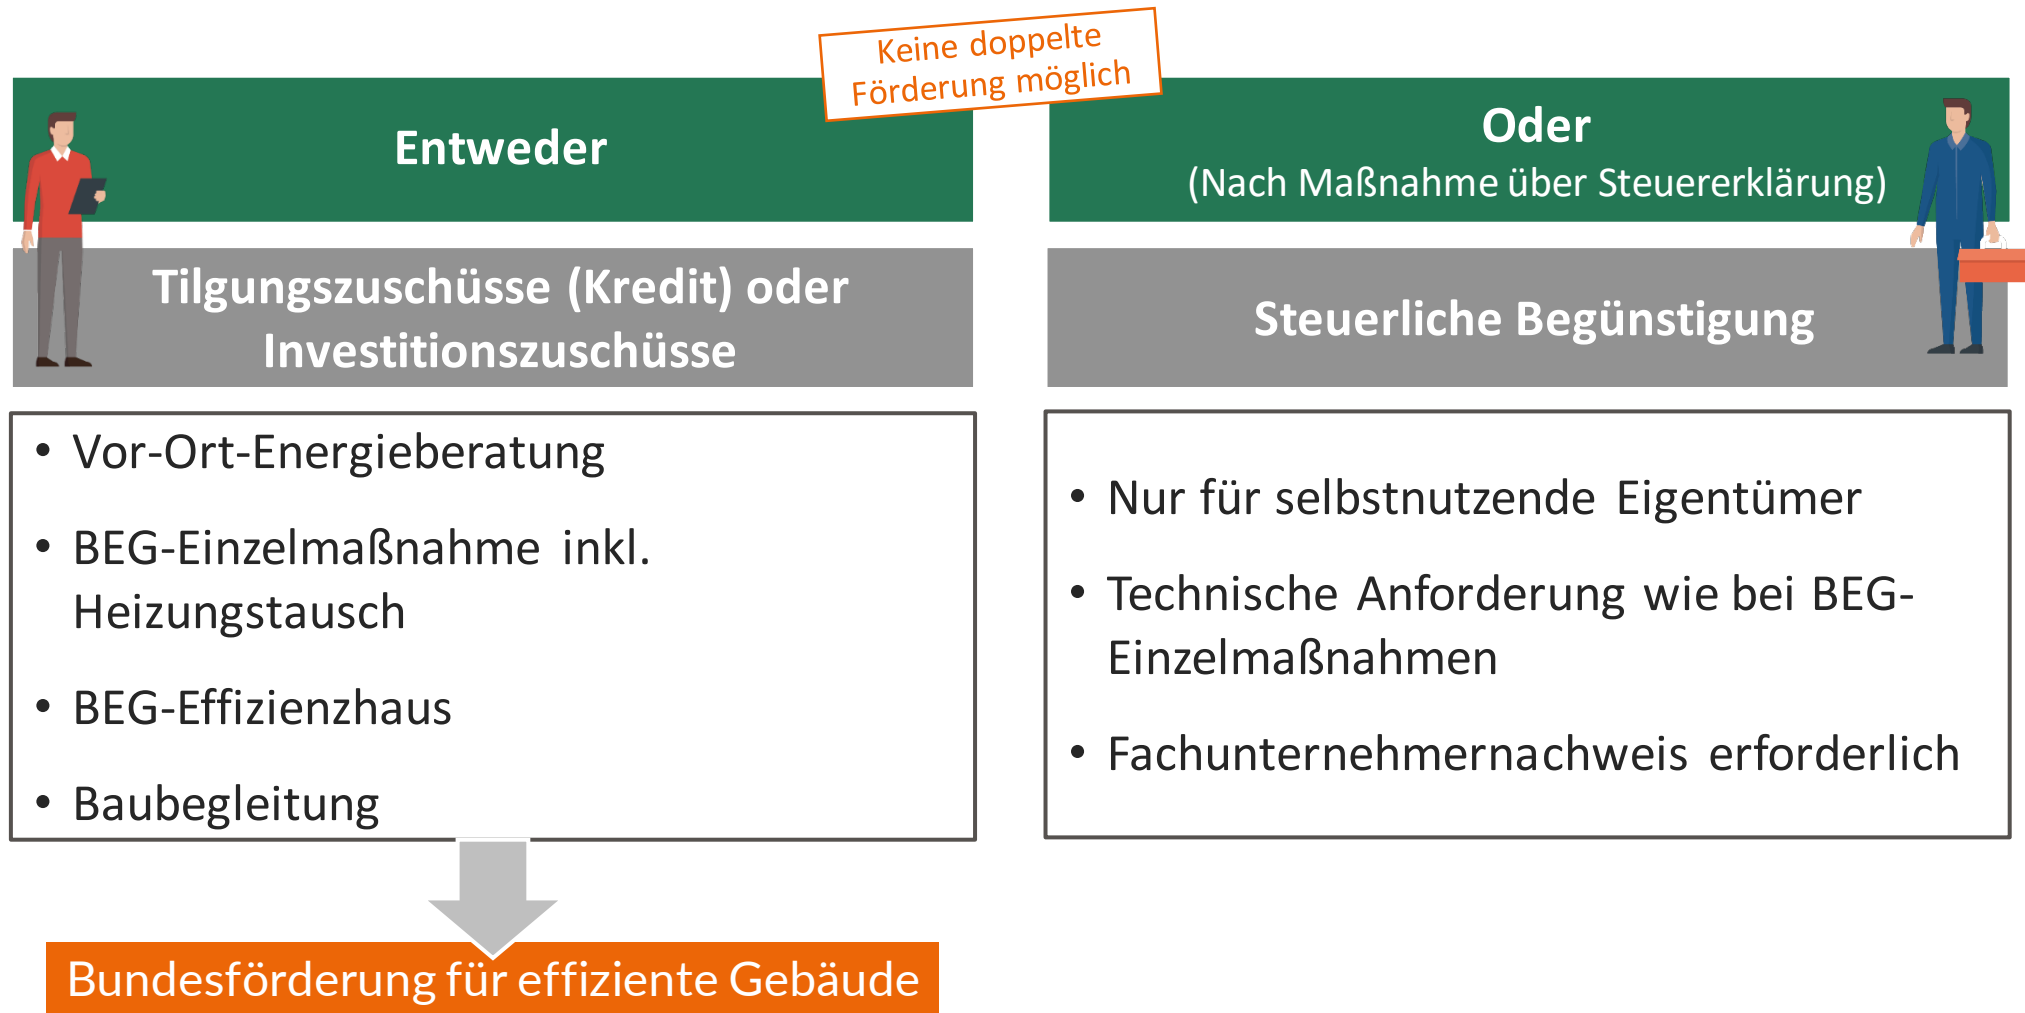 Keine doppelte
Förderung möglich
Entweder
Tilgungszuschüsse (Kredit) oder
Investitionszuschüsse
• Vor-Ort-Energieberatung
• BEG-Einzelmaßnahme inkl.
Heizungstausch
• BEG-Effizienzhaus
• Baubegleitung
Bundesförderung für effiziente Gebäude
Oder
(Nach Maßnahme über Steuererklärung)
Steuerliche Begünstigung
• Nur für selbstnutzende Eigentümer
• Technische Anforderung wie bei BEG-
Einzelmaßnahmen
• Fachunternehmernachweis erforderlich